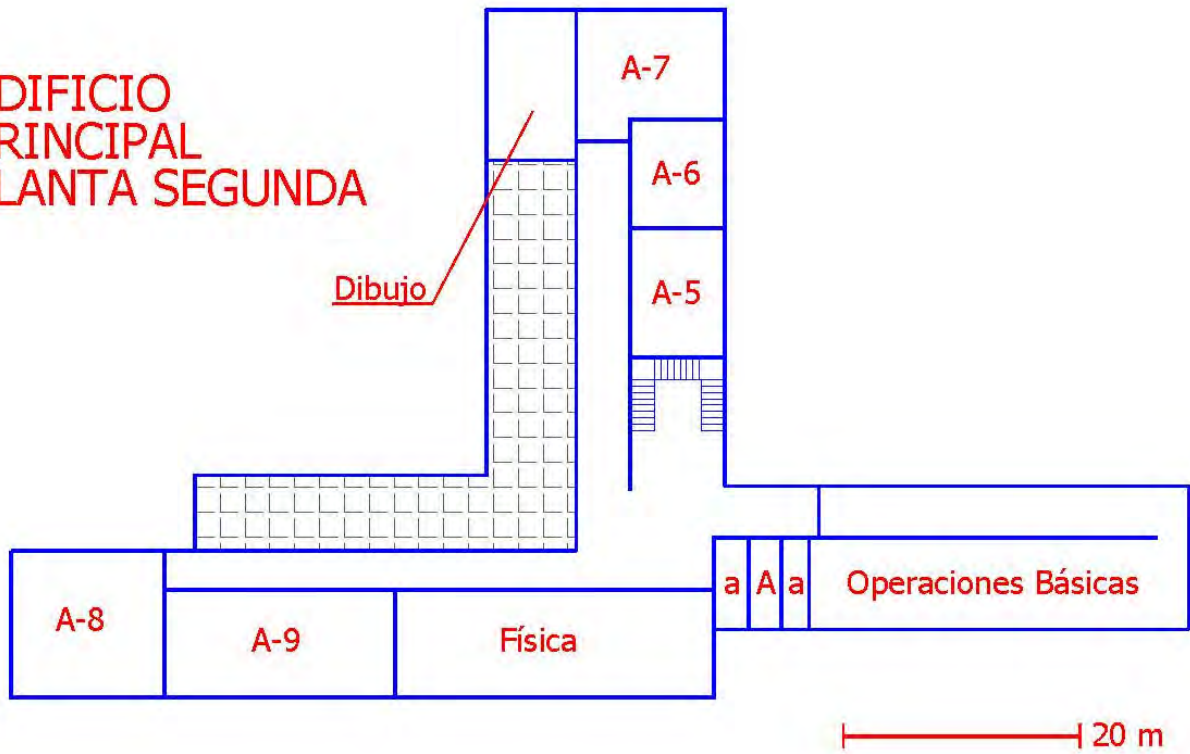 DIFICIO
RINCIPAL
LANTA SEGUNDA
A-7
A-6
Dibujo
A-5
A-8
A-9
Física
a
A
a
Operaciones Básicas
20 m